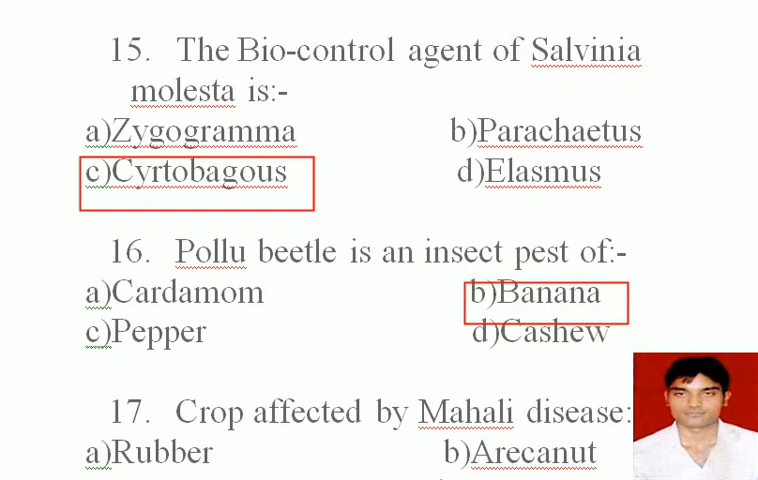 15. The Bio-control agent of Salvinia
molesta is:-
a)Zygogramma b)Parachaetus
c)Cyrtobagous d)Elasmus
16. Pollu beetle is an insect pest of:-
a)Cardamom b)Banana
c)Pepper d)Cashew
17. Crop affected by Mahali disease:
a)Rubber b)Arecanut